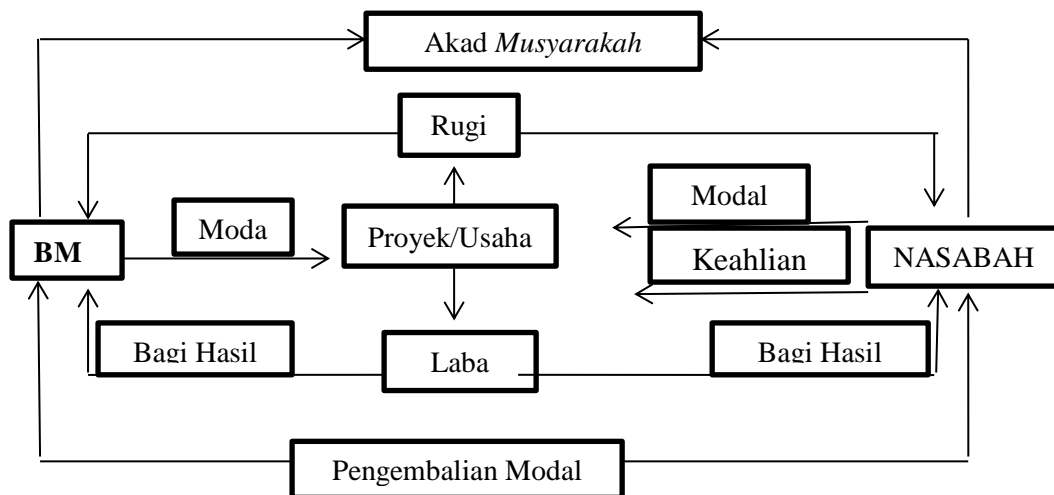 Akad Musyarakah
Rugi
Modal
Moda
Proyek/Usaha
BM
Keahlian
NASABAH
Bagi Hasil
Laba
Bagi Hasil
Pengembalian Modal